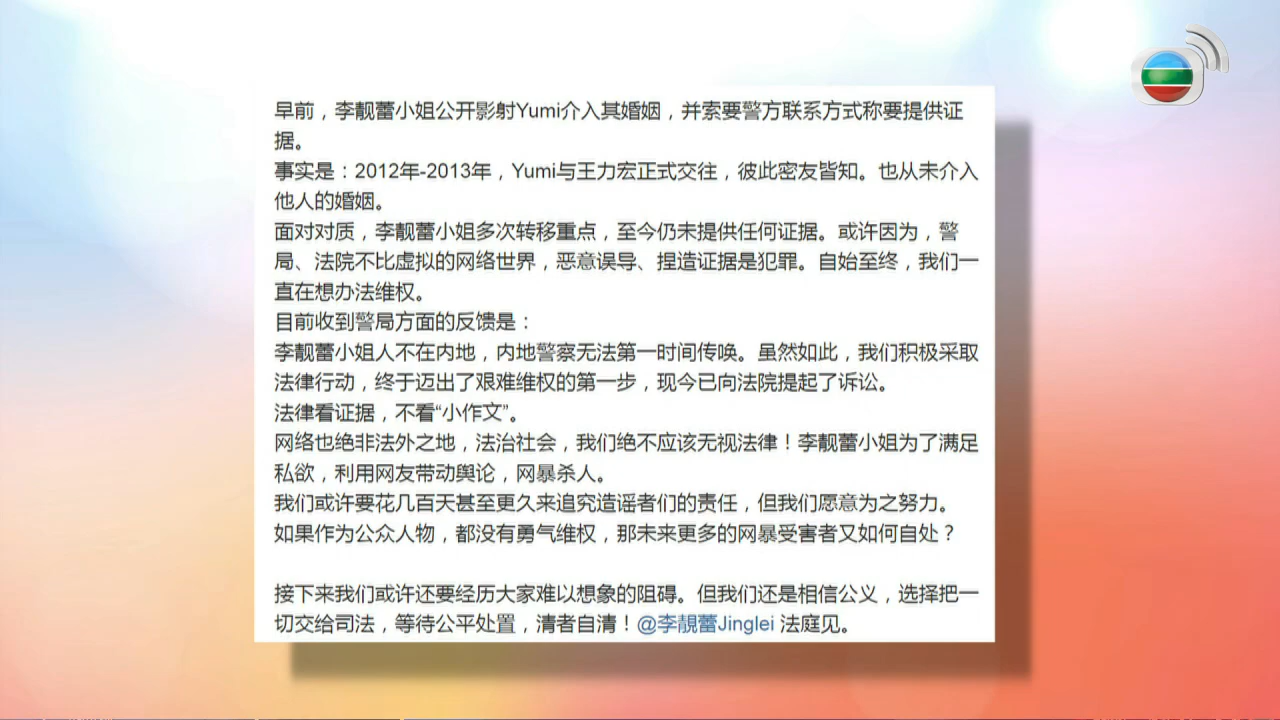 早前，李靓蕾小姐公开影射Yumi介入其婚姻，并索要警方联系方式称要提供证
据。
事实是：2012年-2013年，Yumi与王力宏正式交往，彼此密友皆知。也从未介入
他人的婚姻。
面对对质，李靓蕾小姐多次转移重点，至今仍未提供任何证据。或许因为，警
局、法院不比虚拟的网络世界，恶意误导、捏造证据是犯罪。自始至终，我们一
直在想办法维权。
目前收到警局方面的反馈是：
李靓蕾小姐人不在内地，内地警察无法第一时间传唤。虽然如此，我们积极采取
法律行动，终于迈出了艰难维权的第一步，现今已向法院提起了诉讼。
法律看证据，不看“小作文”。
网络也绝非法外之地，法治社会，我们绝不应该无视法律！李靓蕾小姐为了满足
私欲，利用网友带动舆论，网暴杀人。
我们或许要花几百天甚至更久来追究造谣者们的责任，但我们愿意为之努力。
如果作为公众人物，都没有勇气维权，那未来更多的网暴受害者又如何自处？
接下来我们或许还要经历大家难以想象的阻碍。但我们还是相信公义，选择把一
切交给司法，等待公平处置，清者自清！@李靚蕾Jinglei 法庭见。